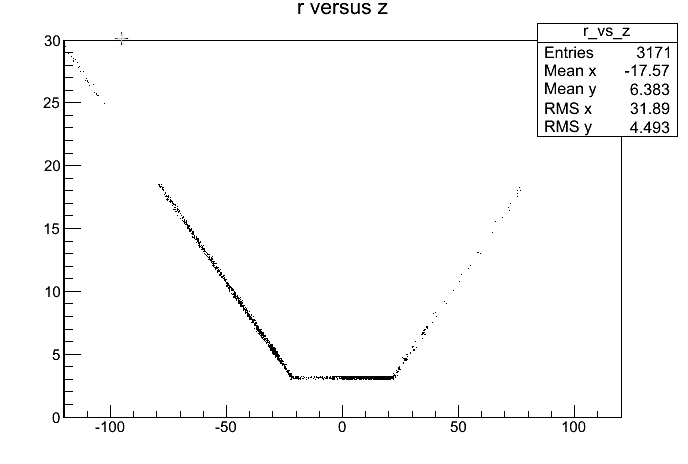 r versus z
r_vs_z
Entries 3171
Mean x -17.57
Mean y 6.383
RMS x 31.89
RMS y 4.493
30
25
20
15
10
5
0
-100 -50 0 50 100